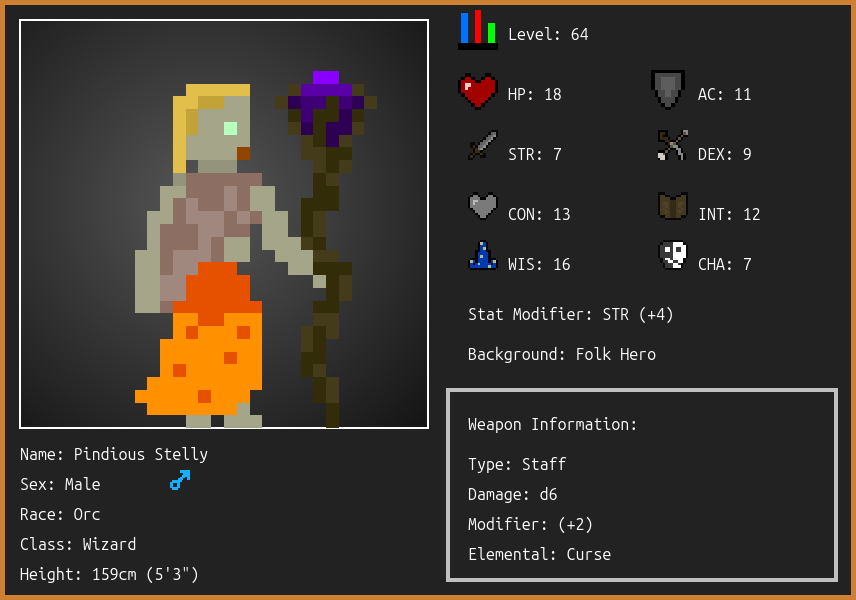 Level: 64
HP: 18
AC: 11
STR: 7
DEX: 9
CON: 13
INT: 12
WIS: 16
CHA: 7
Stat Modifier: STR (+4)
Background: Folk Hero
Weapon Information:
Type: Staff
Damage: d6
Modifier: (+2)
Elemental: Curse
Name: Pindious Stelly
Sex: Male
Race: Orc
Class: Wizard
Height: 159cm (5'3")